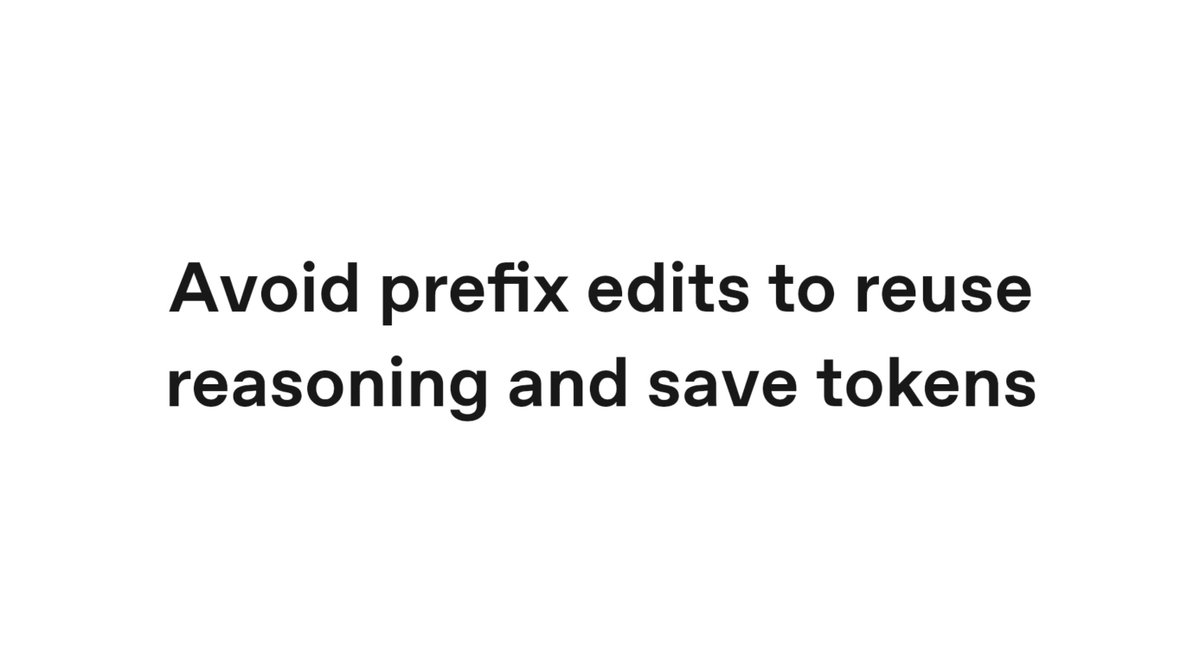 Avoid prefix edits to reuse
reasoning and save tokens